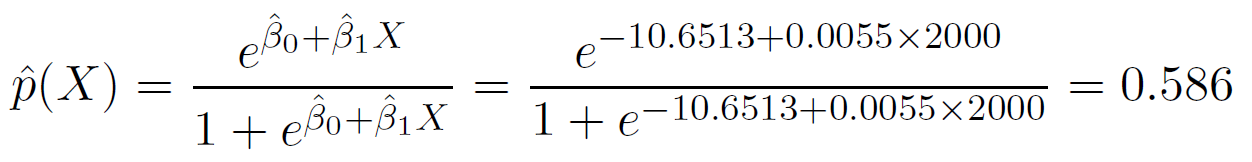 p̂(X) = e^{β̂₀+β̂₁X} / (1 + e^{β̂₀+β̂₁X}) = e^{−10.6513+0.0055×2000} / (1 + e^{−10.6513+0.0055×2000}) = 0.586